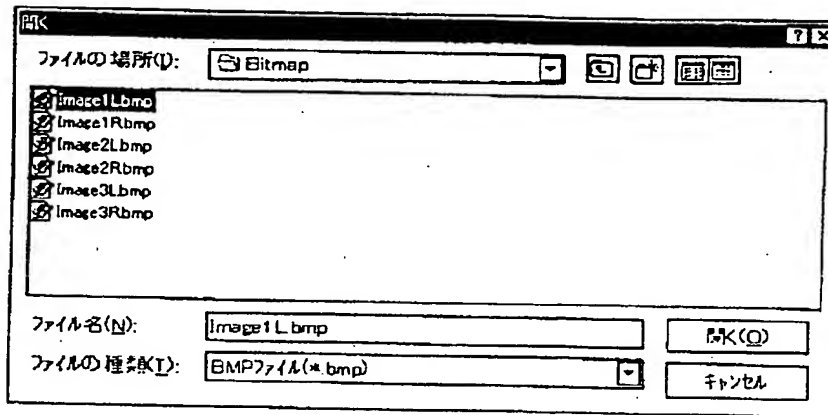 開く
ファイルの場所(I): Bitmap
Image1L.bmp
Image1R.bmp
Image2L.bmp
Image2R.bmp
Image3L.bmp
Image3R.bmp
ファイル名(N): Image1L.bmp 開く(O)
ファイルの種類(T): BMPファイル(*.bmp) キャンセル